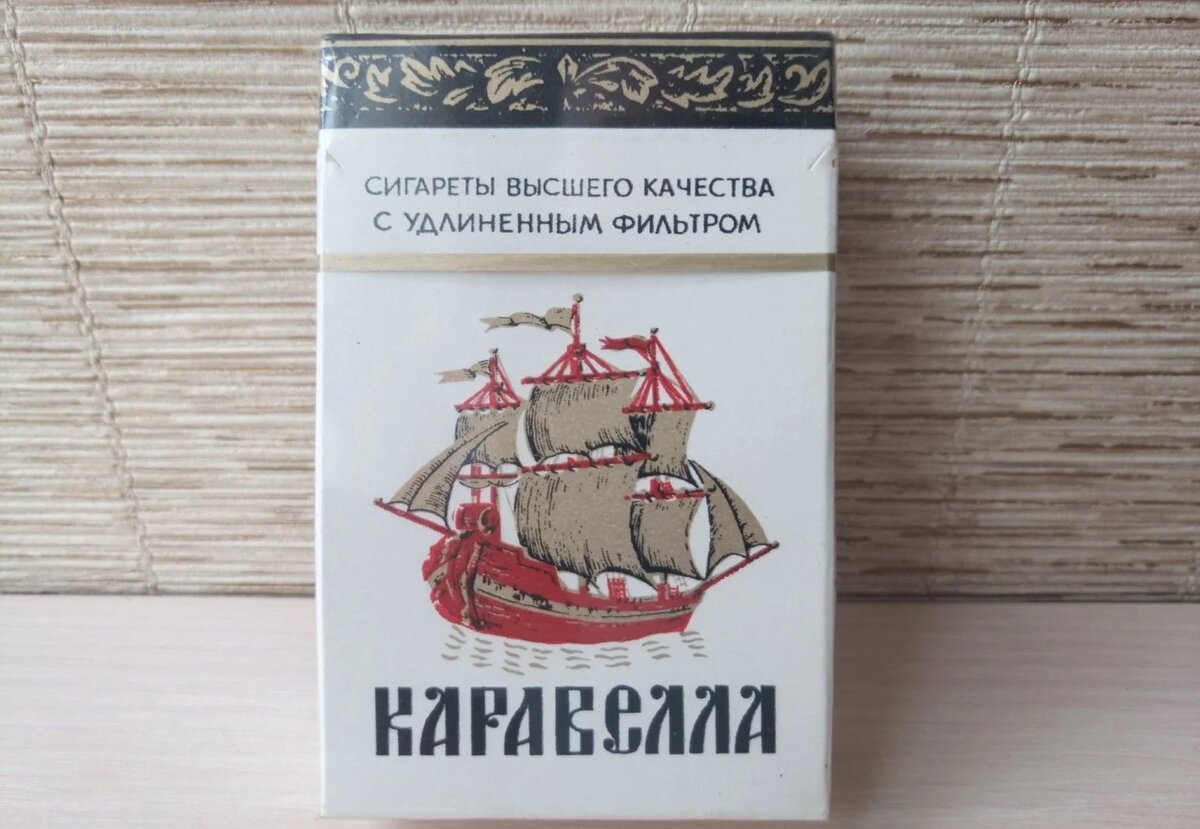 СИГАРЕТЫ ВЫСШЕГО КАЧЕСТВА
С УДЛИНЕННЫМ ФИЛЬТРОМ
КАРАВЕЛЛА